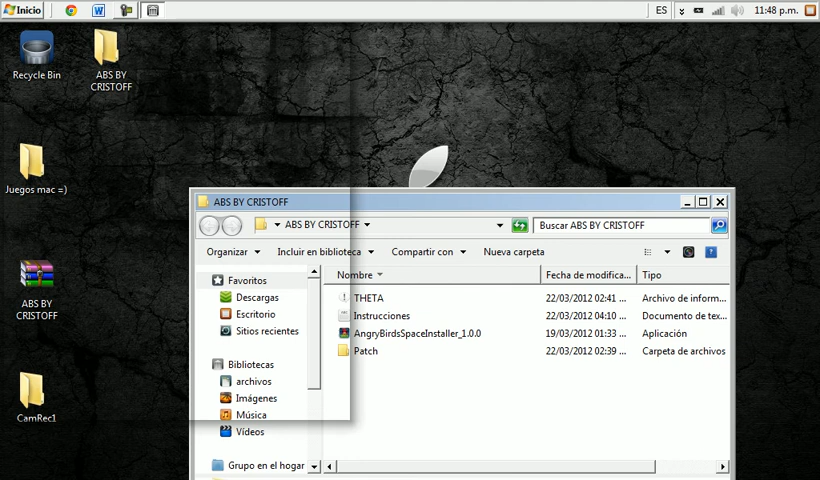 Inicio
ES
11:48 p.m.
Recycle Bin
ABS BY
CRISTOFF
Juegos mac =)
ABS BY
CRISTOFF
CamRec1
ABS BY CRISTOFF
ABS BY CRISTOFF
Buscar ABS BY CRISTOFF
Organizar
Incluir en biblioteca
Compartir con
Nueva carpeta
Favoritos
Descargas
Escritorio
Sitios recientes
Bibliotecas
archivos
Imágenes
Música
Vídeos
Grupo en el hogar
Nombre Fecha de modifica... Tipo
THETA 22/03/2012 02:41 ... Archivo de inform...
Instrucciones 22/03/2012 04:10 ... Documento de tex...
AngryBirdsSpaceInstaller_1.0.0 19/03/2012 01:33 ... Aplicación
Patch 22/03/2012 02:39 ... Carpeta de archivos